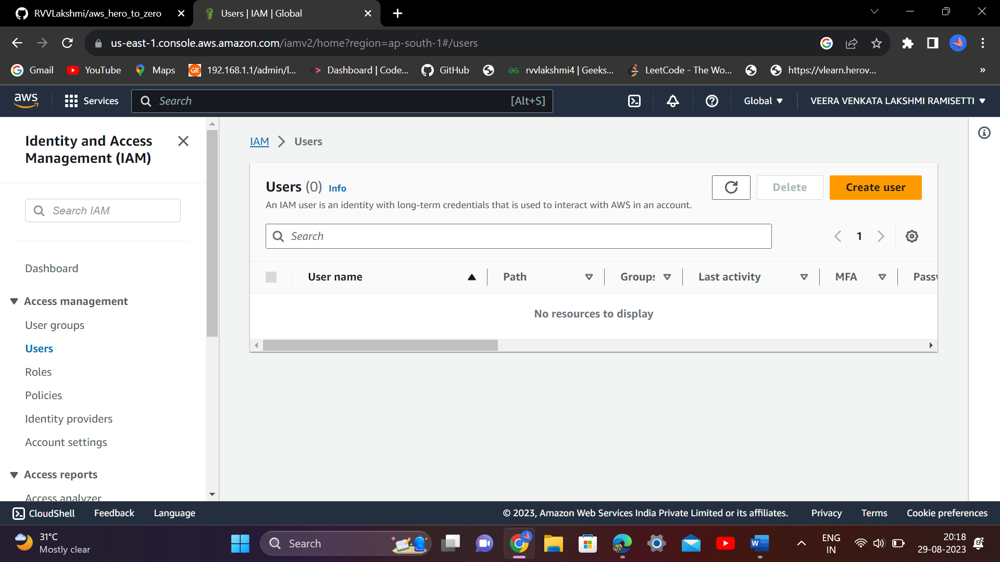 RVVLakshmi/aws_hero_to_zero
Users | IAM | Global
us-east-1.console.aws.amazon.com/iamv2/home?region=ap-south-1#/users
Gmail
YouTube
Maps
192.168.1.1/admin/l...
Dashboard | Code...
GitHub
rvvlakshmi4 | Geeks...
LeetCode - The Wo...
https://vlearn.herov...
»
aws
Services
Search
[Alt+S]
Global
VEERA VENKATA LAKSHMI RAMISETTI
Identity and Access
Management (IAM)
Search IAM
Dashboard
Access management
User groups
Users
Roles
Policies
Identity providers
Account settings
Access reports
Access analyzer
IAM > Users
Users (0) Info
An IAM user is an identity with long-term credentials that is used to interact with AWS in an account.
Delete
Create user
Search
1
User name
Path
Groups
Last activity
MFA
Passw
No resources to display
CloudShell
Feedback
Language
© 2023, Amazon Web Services India Private Limited or its affiliates.
Privacy
Terms
Cookie preferences
31°C
Mostly clear
Search
ENG
IN
20:18
29-08-2023